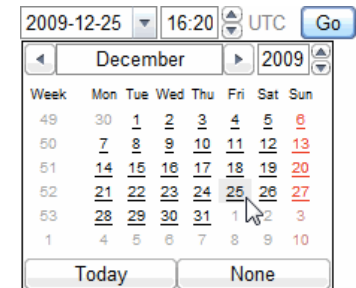 2009-12-25 16:20 UTC Go
December 2009
Week Mon Tue Wed Thu Fri Sat Sun
49 30 1 2 3 4 5 6
50 7 8 9 10 11 12 13
51 14 15 16 17 18 19 20
52 21 22 23 24 25 26 27
53 28 29 30 31 1 2 3
1 4 5 6 7 8 9 10
Today None